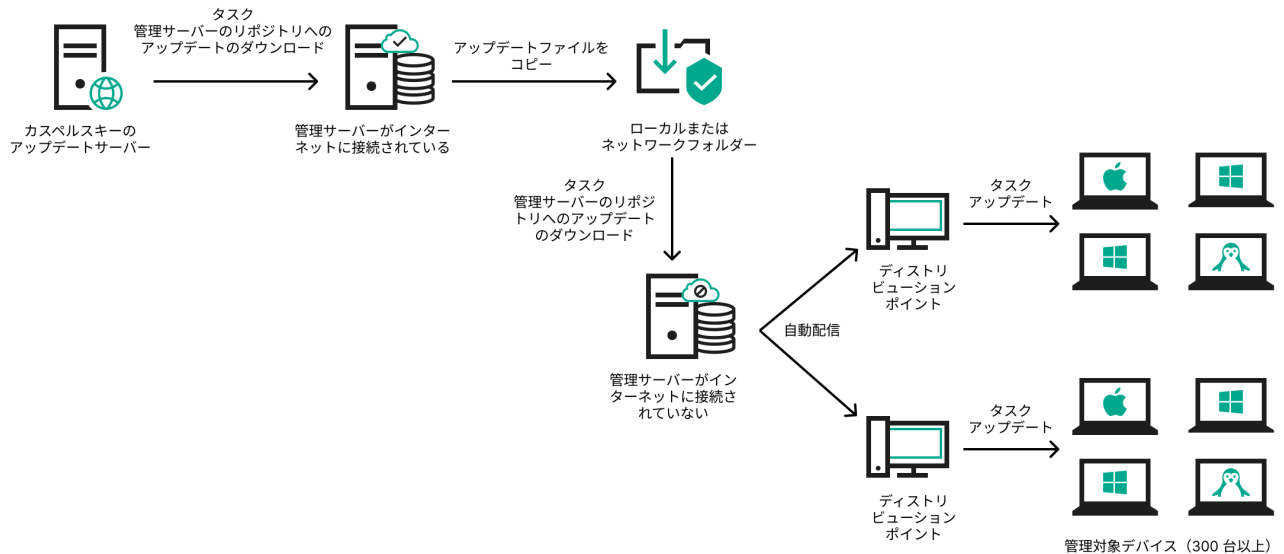 タスク
管理サーバーのリポジトリへの
アップデートのダウンロード
カスペルスキーの
アップデートサーバー
管理サーバーがインター
ネットに接続されている
アップデートファイルを
コピー
ローカルまたは
ネットワークフォルダー
タスク
管理サーバーのリポジ
トリへのアップデート
のダウンロード
管理サーバーがイン
ターネットに接続さ
れていない
自動配信
ディストリ
ビューション
ポイント
タスク
アップデート
ディストリ
ビューション
ポイント
タスク
アップデート
管理対象デバイス（300 台以上）